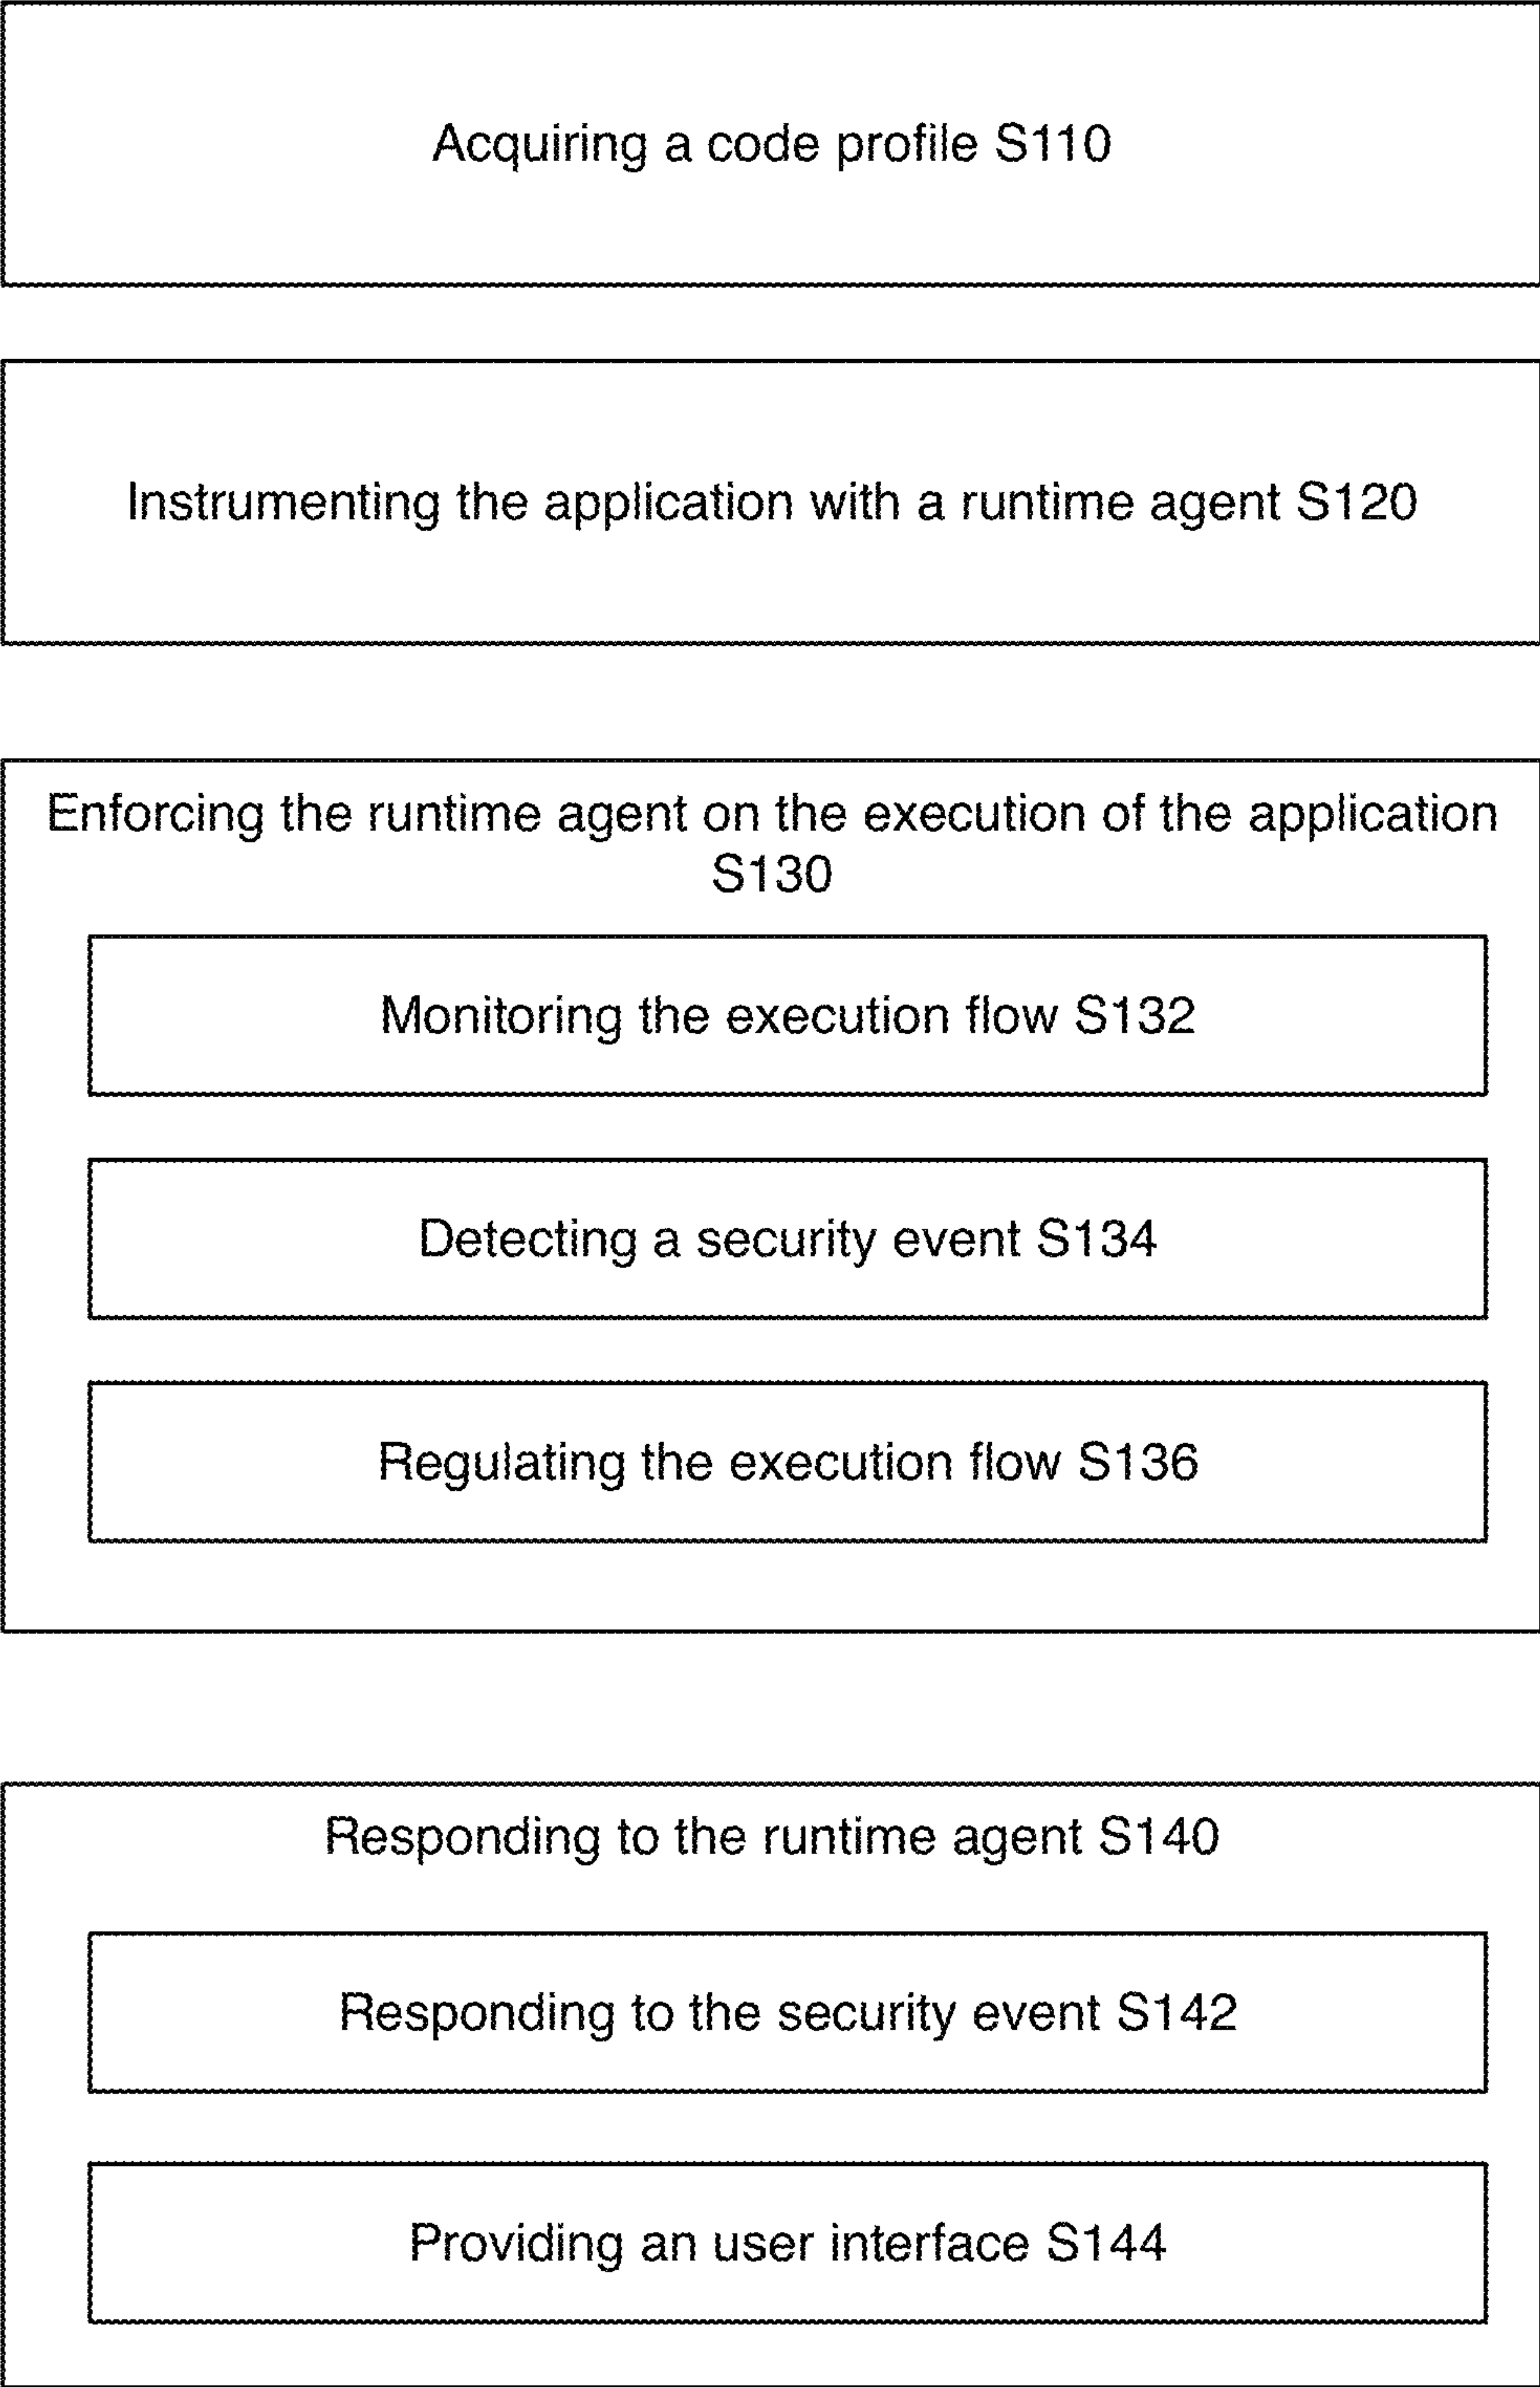 Acquiring a code profile S110
Instrumenting the application with a runtime agent S120
Enforcing the runtime agent on the execution of the application
S130
Monitoring the execution flow S132
Detecting a security event S134
Regulating the execution flow S136
Responding to the runtime agent S140
Responding to the security event S142
Providing an user interface S144